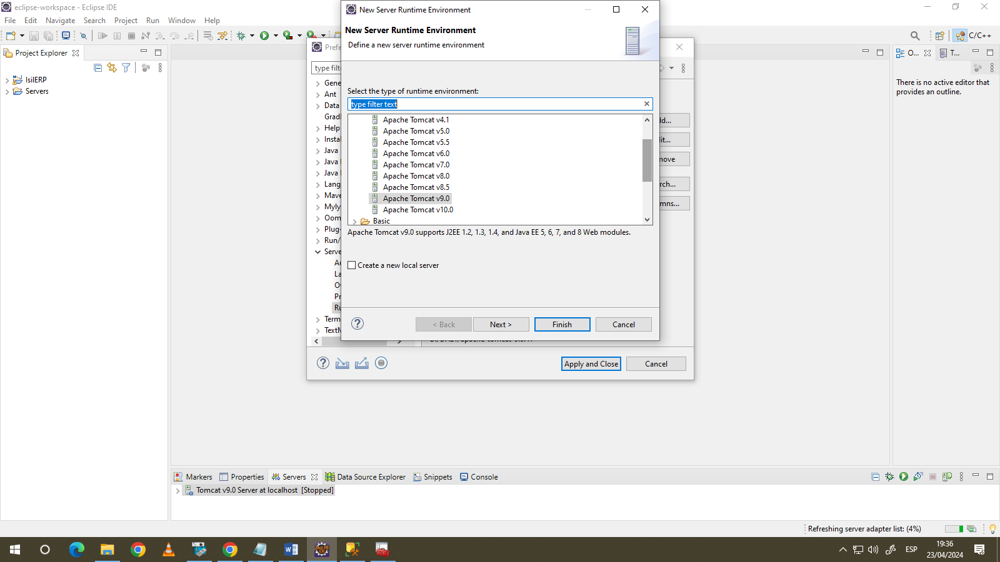 eclipse-workspace - Eclipse IDE
File Edit Navigate Search Project Run Window Help
C/C++
Project Explorer
IsilERP
Servers
New Server Runtime Environment
New Server Runtime Environment
Define a new server runtime environment
Select the type of runtime environment:
type filter text
Apache Tomcat v4.1
Apache Tomcat v5.0
Apache Tomcat v5.5
Apache Tomcat v6.0
Apache Tomcat v7.0
Apache Tomcat v8.0
Apache Tomcat v8.5
Apache Tomcat v9.0
Apache Tomcat v10.0
Basic
Apache Tomcat v9.0 supports J2EE 1.2, 1.3, 1.4, and Java EE 5, 6, 7, and 8 Web modules.
Create a new local server
< Back Next > Finish Cancel
Prefe
type filt
Gene
Ant
Data
Gradl
Help
Insta
Java
Java
Java
Lang
Mave
Myly
Oom
Plug-
Run/
Serve
Au
La
Ov
Pr
Ru
Term
TextM
dd...
it...
move
rch...
mns...
Apply and Close Cancel
O... T...
There is no active editor that
provides an outline.
Markers Properties Servers Data Source Explorer Snippets Console
Tomcat v9.0 Server at localhost [Stopped]
Refreshing server adapter list: (4%)
ESP
19:36
23/04/2024